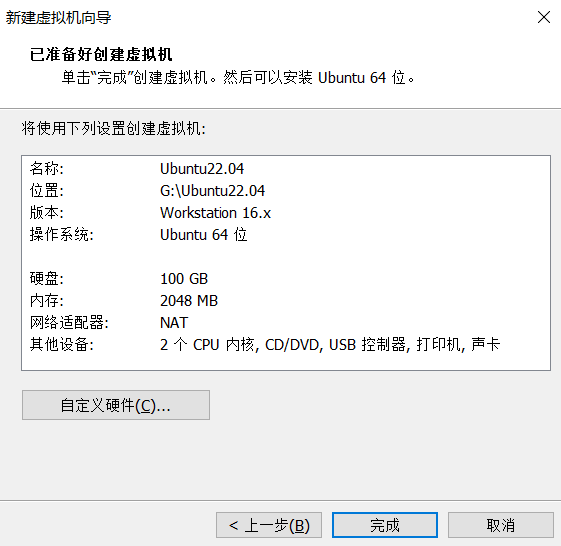 新建虚拟机向导
已准备好创建虚拟机
单击“完成”创建虚拟机。然后可以安装 Ubuntu 64 位。
将使用下列设置创建虚拟机:
名称: Ubuntu22.04
位置: G:\Ubuntu22.04
版本: Workstation 16.x
操作系统: Ubuntu 64 位
硬盘: 100 GB
内存: 2048 MB
网络适配器: NAT
其他设备: 2 个 CPU 内核, CD/DVD, USB 控制器, 打印机, 声卡
自定义硬件(C)...
< 上一步(B) 完成 取消